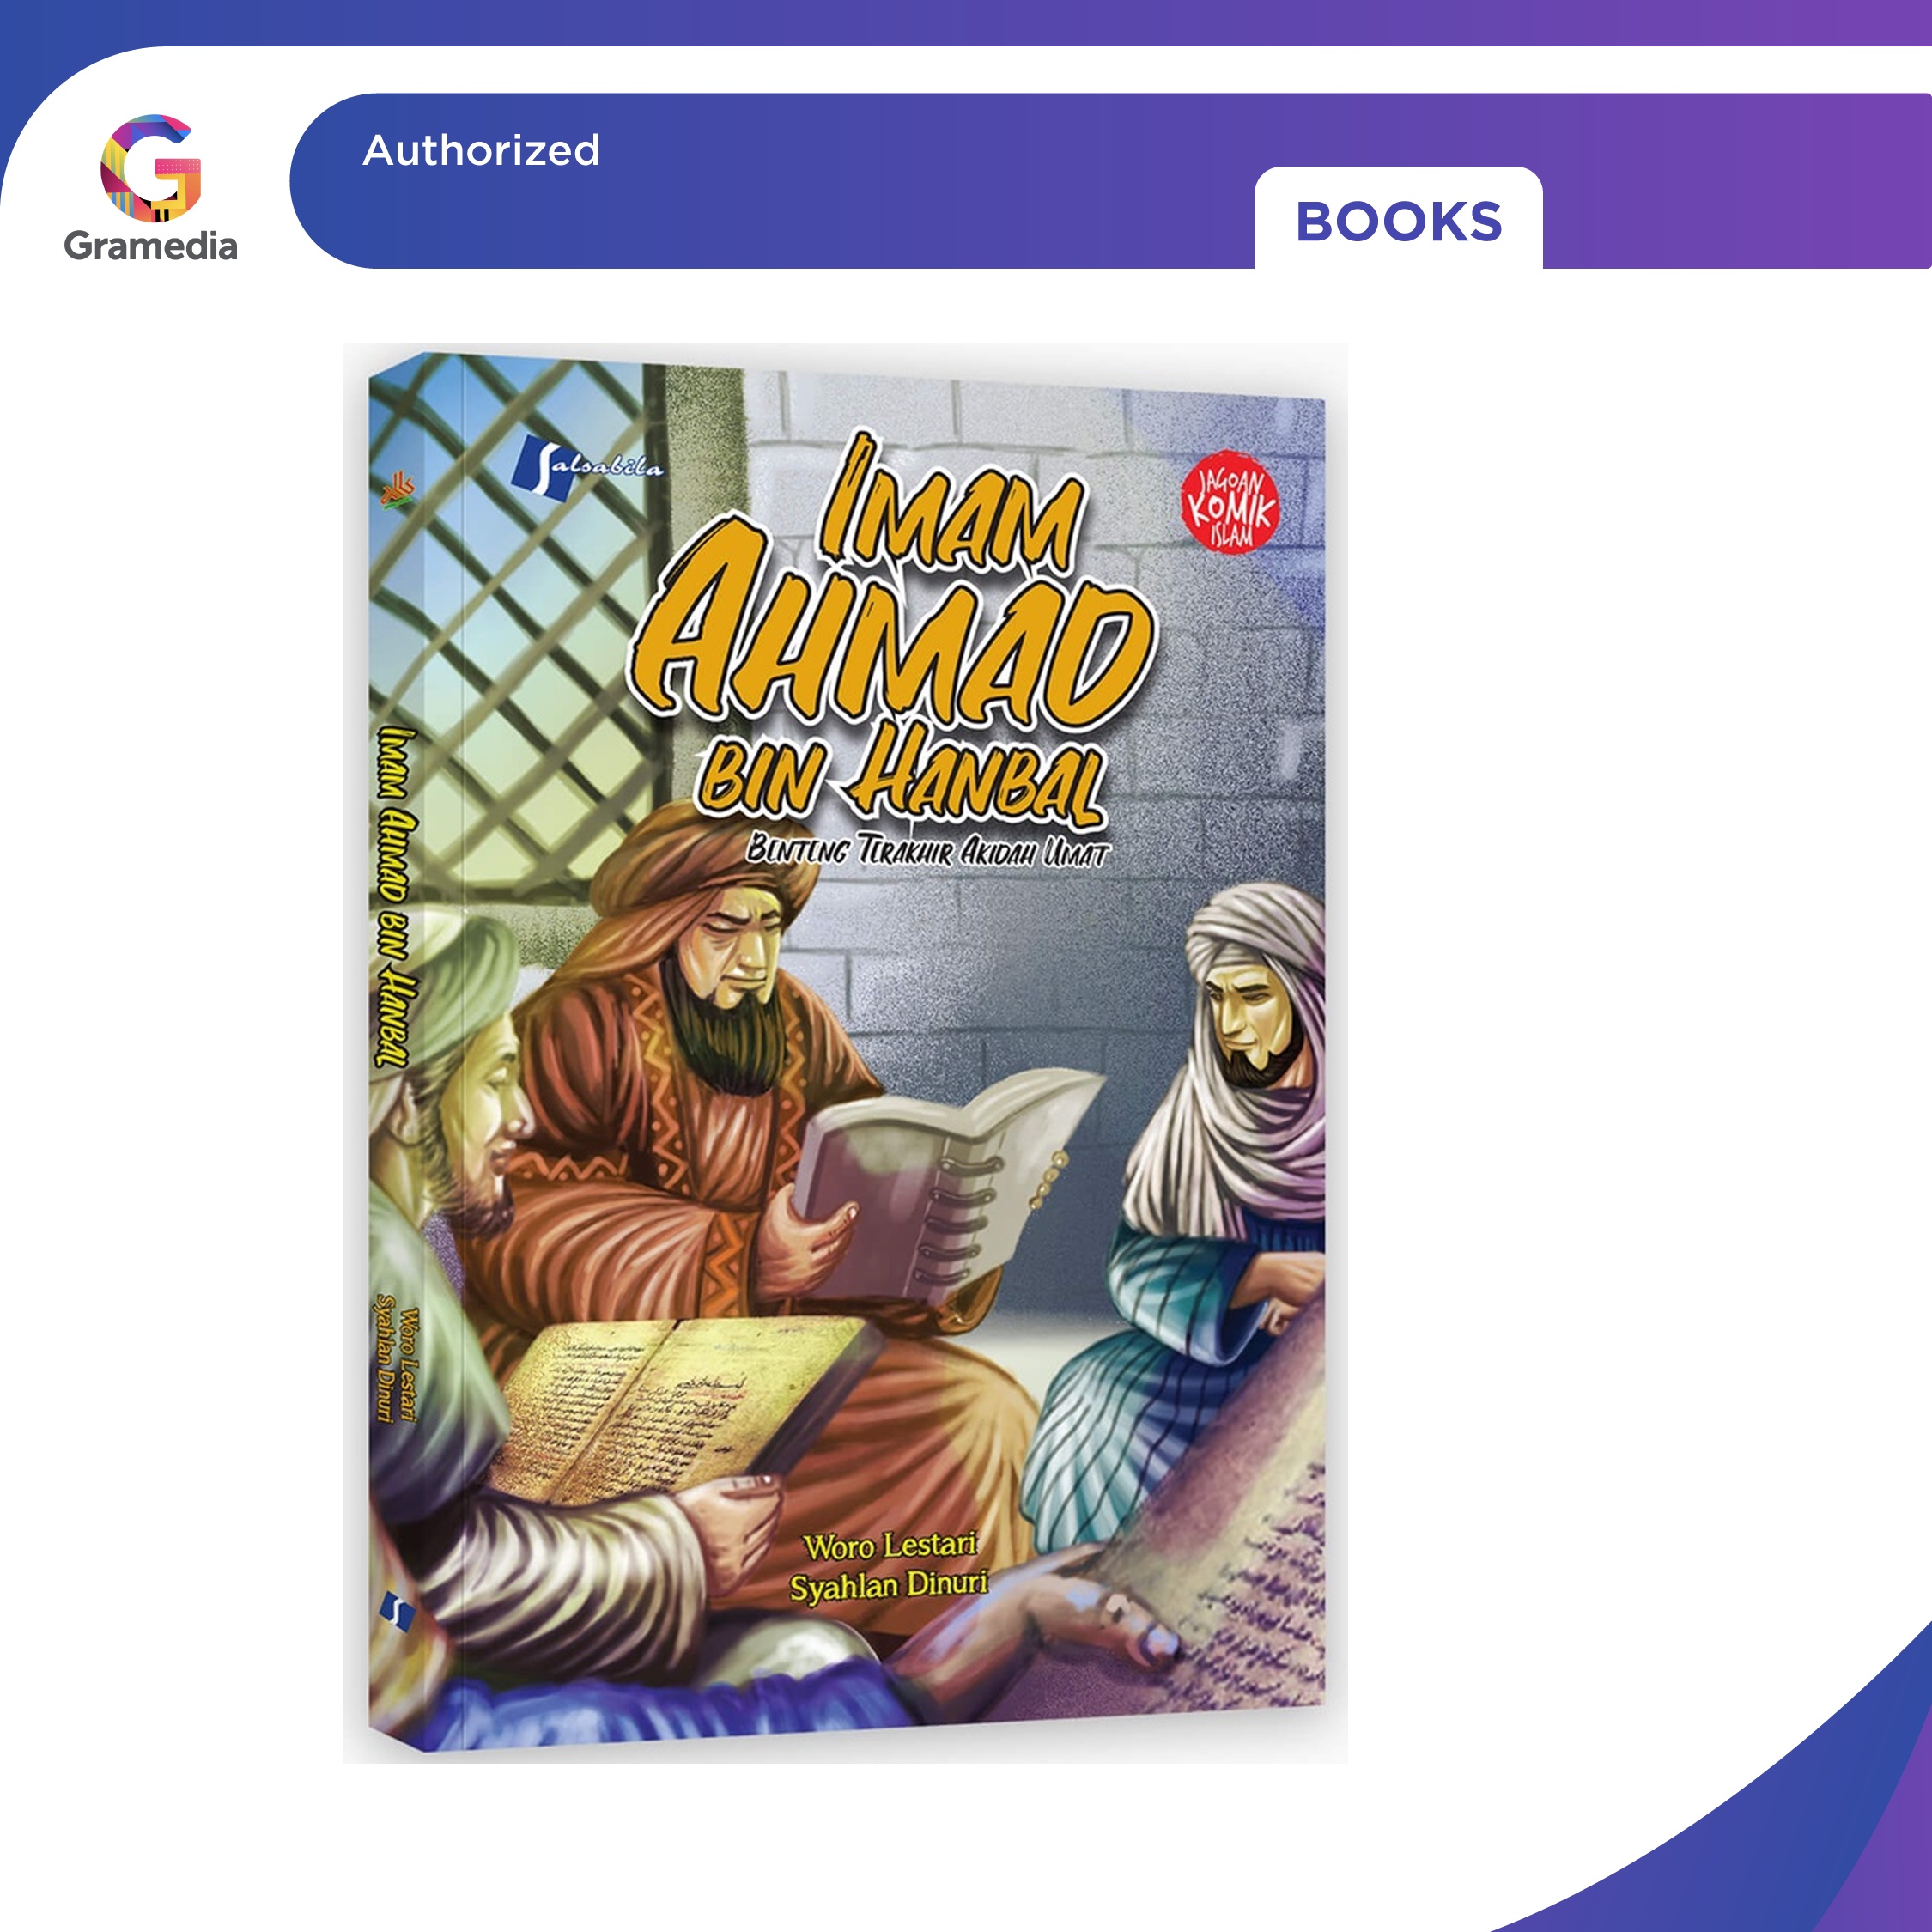 Gramedia
Authorized
BOOKS
Salsabila
JAGOAN
KOMIK
ISLAM
IMAM
AHMAD
BIN HANBAL
BENTENG TERAKHIR AKIDAH UMAT
IMAM AHMAD BIN HANBAL
Woro Lestari
Syahlan Dinuri
Woro Lestari
Syahlan Dinuri